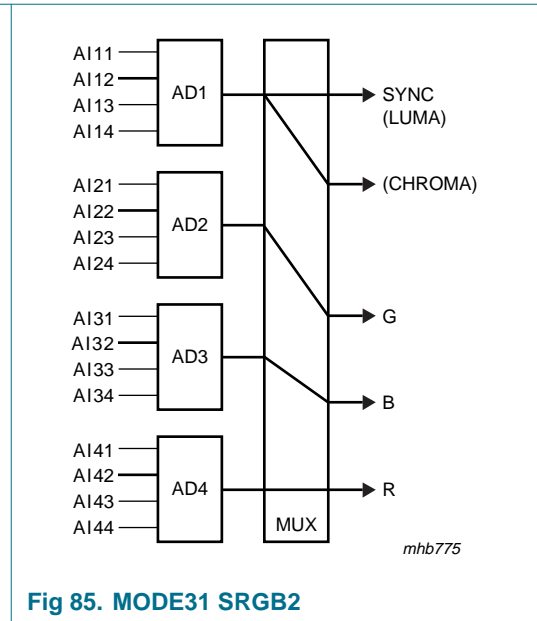 AI11
AI12
AI13
AI14
AD1
SYNC
(LUMA)
(CHROMA)
AI21
AI22
AI23
AI24
AD2
G
AI31
AI32
AI33
AI34
AD3
B
AI41
AI42
AI43
AI44
AD4
R
MUX
mhb775
Fig 85. MODE31 SRGB2